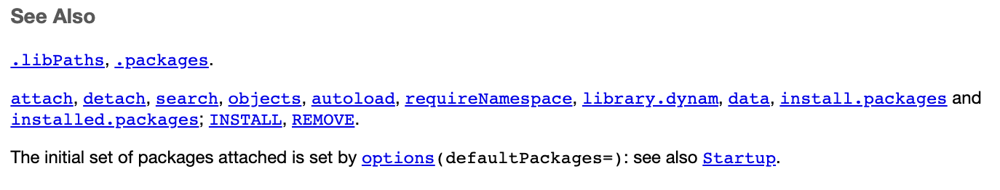 See Also
.libPaths, .packages.
attach, detach, search, objects, autoload, requireNamespace, library.dynam, data, install.packages and
installed.packages; INSTALL, REMOVE.
The initial set of packages attached is set by options(defaultPackages=): see also Startup.